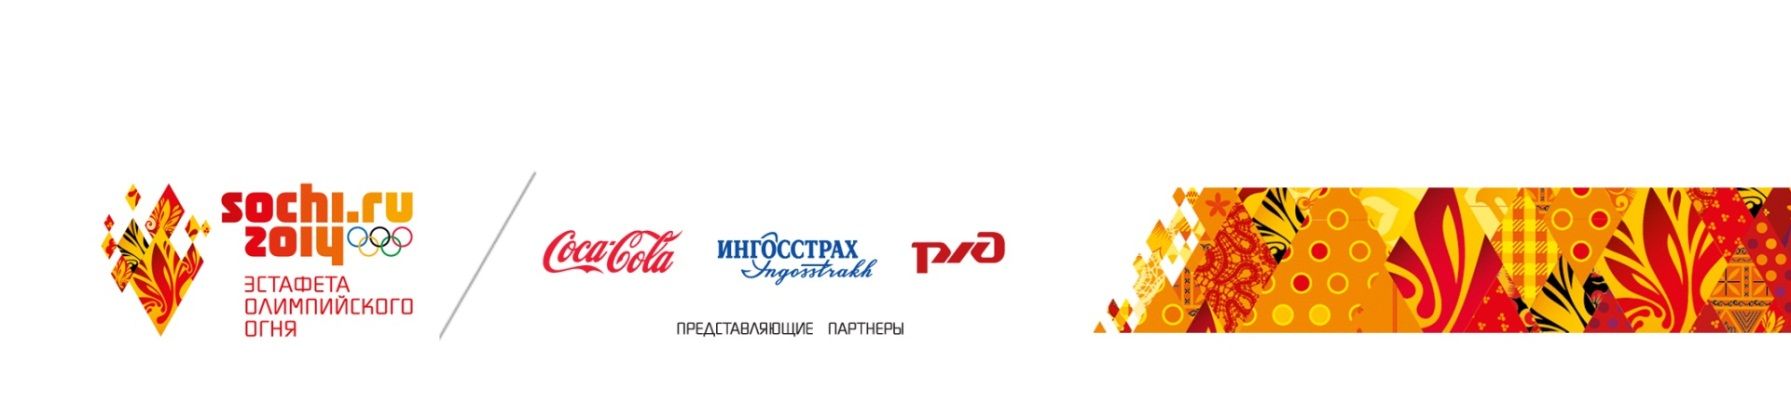 sochi.ru
2014
ЭСТАФЕТА
ОЛИМПИЙСКОГО
ОГНЯ
Coca-Cola
ИНГОССТРАХ
Ingosstrakh
РЖД
ПРЕДСТАВЛЯЮЩИЕ ПАРТНЕРЫ